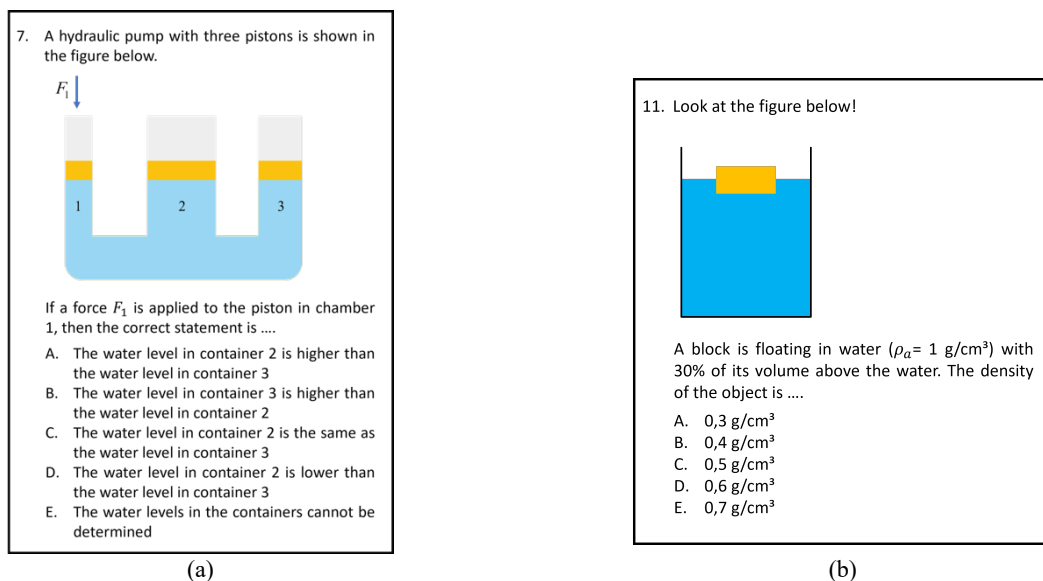 7. A hydraulic pump with three pistons is shown in
the figure below.
F₁
1
2
3
If a force F₁ is applied to the piston in chamber
1, then the correct statement is ....
A. The water level in container 2 is higher than
the water level in container 3
B. The water level in container 3 is higher than
the water level in container 2
C. The water level in container 2 is the same as
the water level in container 3
D. The water level in container 2 is lower than
the water level in container 3
E. The water levels in the containers cannot be
determined
(a)
11. Look at the figure below!
A block is floating in water (ρₐ= 1 g/cm³) with
30% of its volume above the water. The density
of the object is ....
A. 0,3 g/cm³
B. 0,4 g/cm³
C. 0,5 g/cm³
D. 0,6 g/cm³
E. 0,7 g/cm³
(b)